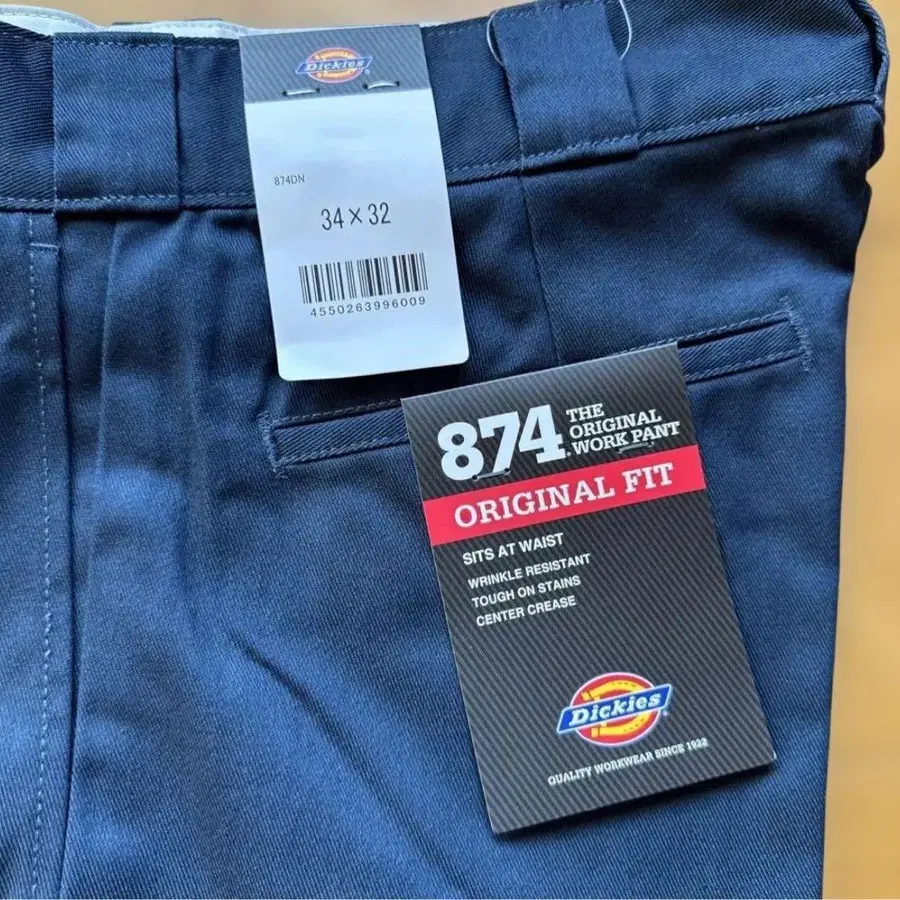 Dickies
874DN
34×32
4550263996009
874
THE
ORIGINAL
WORK PANT
ORIGINAL FIT
SITS AT WAIST
WRINKLE RESISTANT
TOUGH ON STAINS
CENTER CREASE
Dickies
QUALITY WORKWEAR SINCE 1922